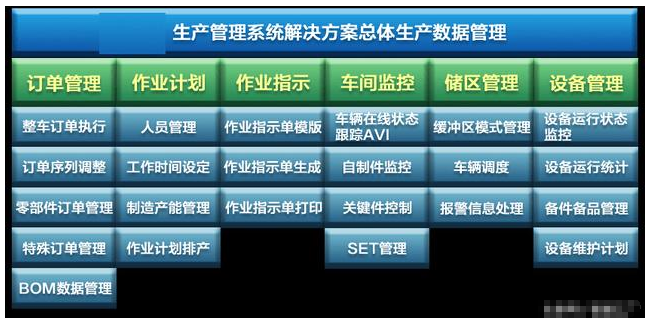 生产管理系统解决方案总体生产数据管理
订单管理 作业计划 作业指示 车间监控 储区管理 设备管理
整车订单执行 人员管理 作业指示单模版 车辆在线状态跟踪AVI 缓冲区模式管理 设备运行状态监控
订单序列调整 工作时间设定 作业指示单生成 自制件监控 车辆调度 设备运行统计
零部件订单管理 制造产能管理 作业指示单打印 关键件控制 报警信息处理 备件备品管理
特殊订单管理 作业计划排产 SET管理 设备维护计划
BOM数据管理